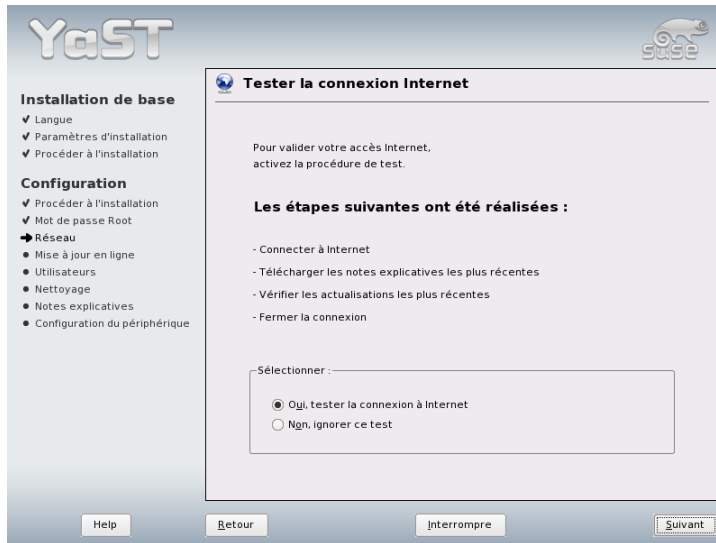 YaST
SUSE
Installation de base
Langue
Paramètres d'installation
Procéder à l'installation
Configuration
Procéder à l'installation
Mot de passe Root
Réseau
Mise à jour en ligne
Utilisateurs
Nettoyage
Notes explicatives
Configuration du périphérique
Tester la connexion Internet
Pour valider votre accès Internet,
activez la procédure de test.
Les étapes suivantes ont été réalisées :
- Connecter à Internet
- Télécharger les notes explicatives les plus récentes
- Vérifier les actualisations les plus récentes
- Fermer la connexion
Sélectionner :
Oui, tester la connexion à Internet
Non, ignorer ce test
Help
Retour
Interrompre
Suivant